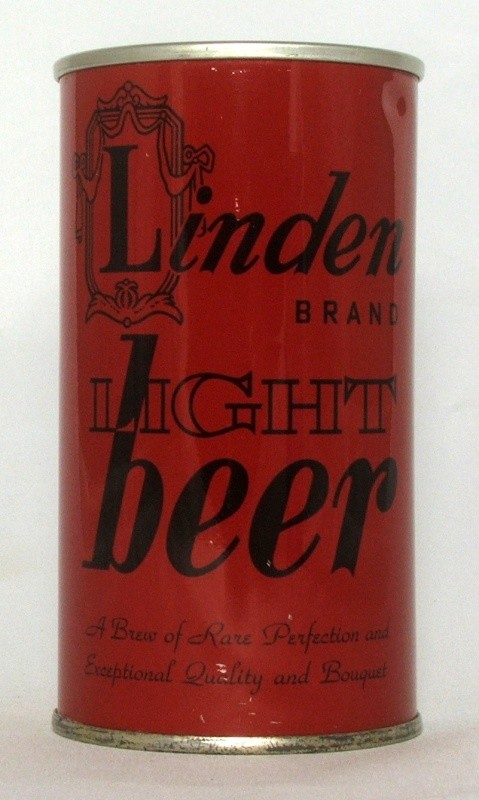 Linden
BRAND
LIGHT
beer
A Brew of Rare Perfection and
Exceptional Quality and Bouquet